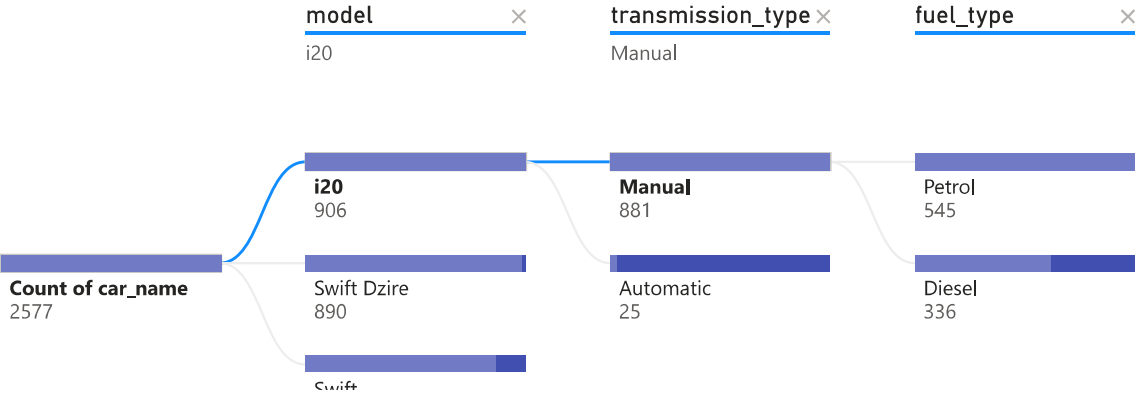 model × transmission_type × fuel_type ×
i20 Manual
i20 Manual Petrol
906 881 545
Count of car_name Swift Dzire Automatic Diesel
2577 890 25 336
Swift